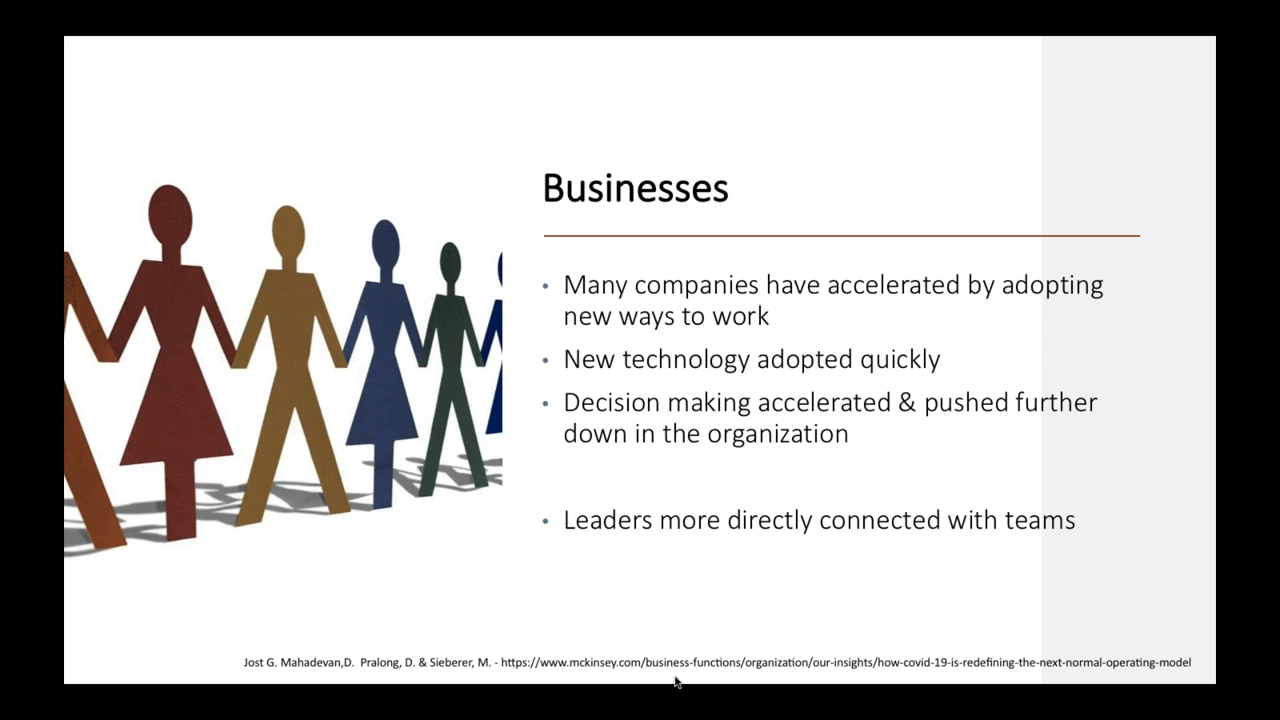 Businesses
• Many companies have accelerated by adopting
new ways to work
• New technology adopted quickly
• Decision making accelerated & pushed further
down in the organization
• Leaders more directly connected with teams
Jost G. Mahadevan,D. Pralong, D. & Sieberer, M. - https://www.mckinsey.com/business-functions/organization/our-insights/how-covid-19-is-redefining-the-next-normal-operating-model